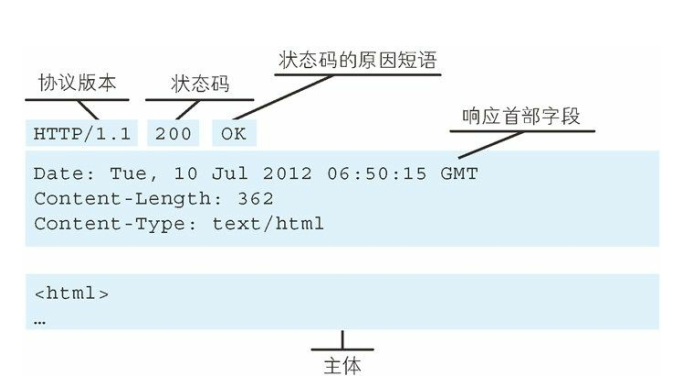 状态码的原因短语
协议版本 状态码
响应首部字段
HTTP/1.1 200 OK
Date: Tue, 10 Jul 2012 06:50:15 GMT
Content-Length: 362
Content-Type: text/html
<html>
…
主体